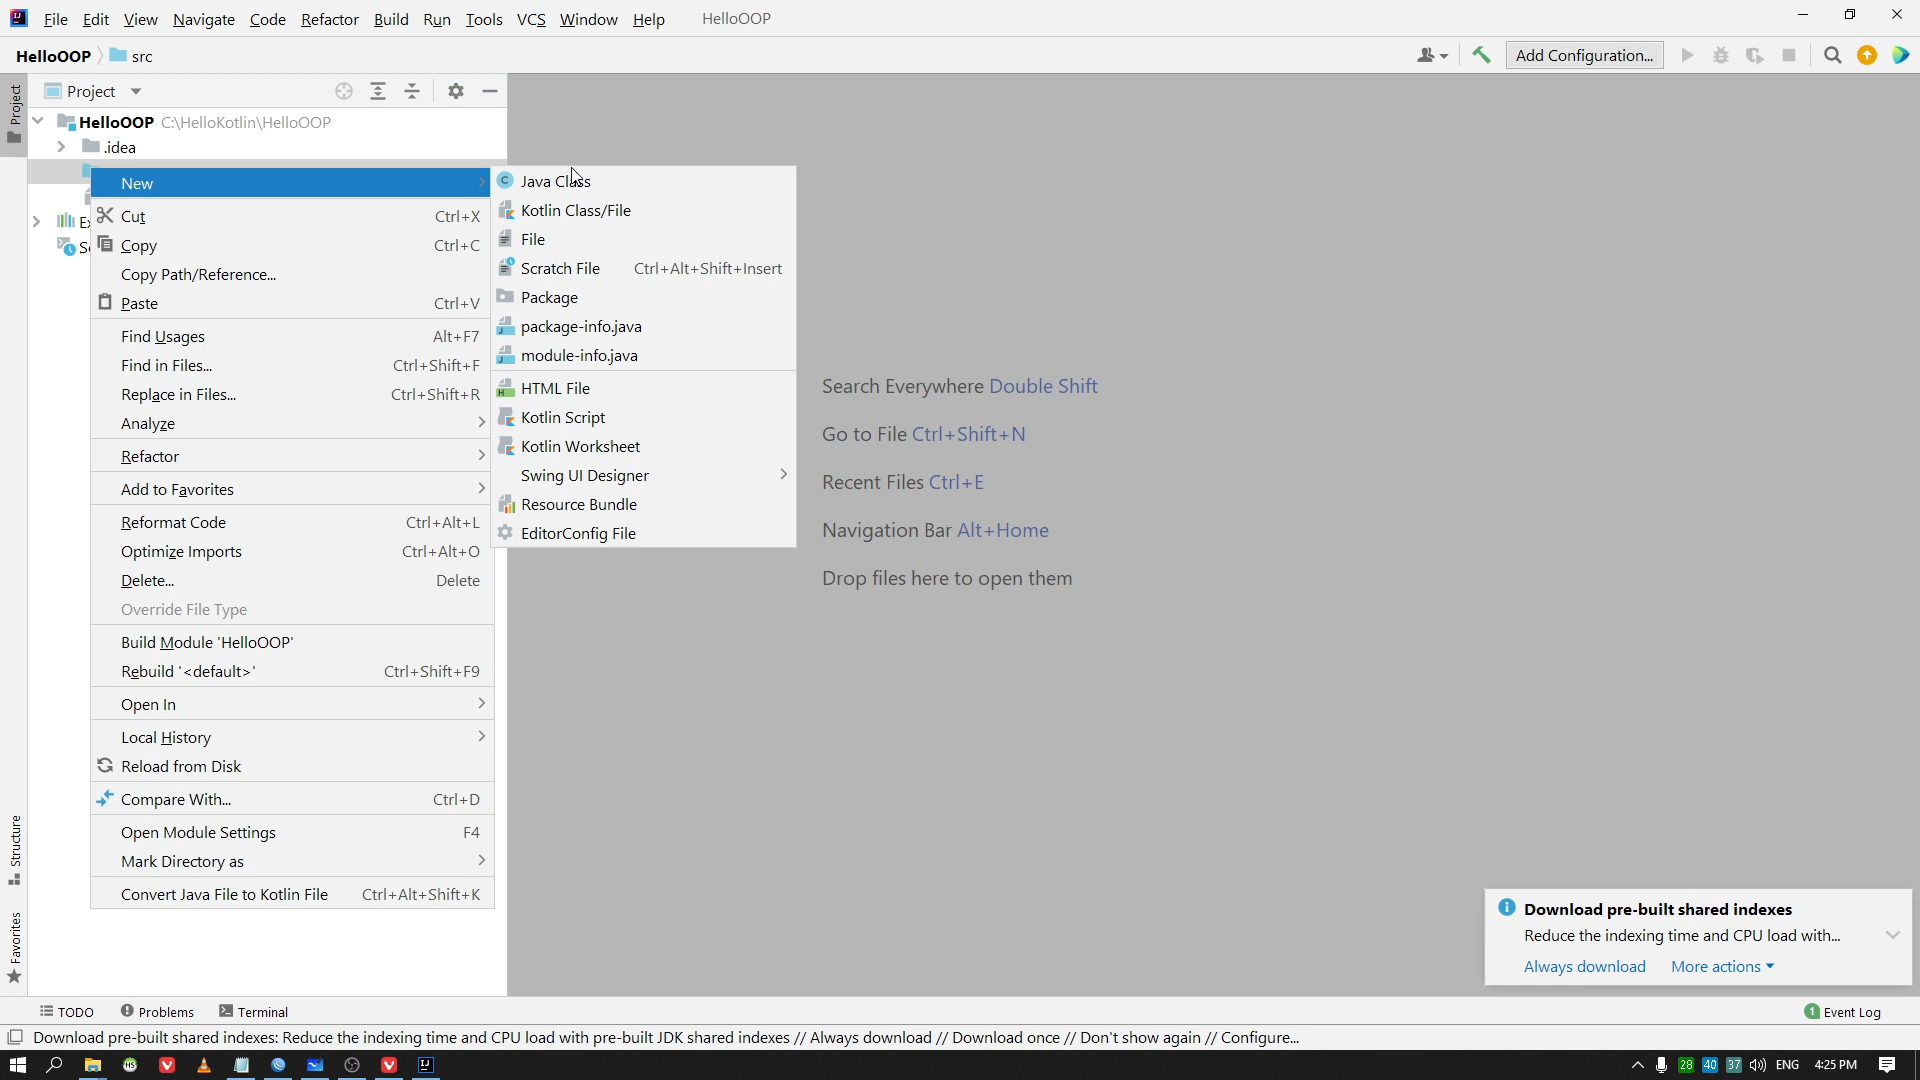 File Edit View Navigate Code Refactor Build Run Tools VCS Window Help HelloOOP
HelloOOP src
Add Configuration...
Project
Project
HelloOOP C:\HelloKotlin\HelloOOP
.idea
New
Cut Ctrl+X
Copy Ctrl+C
Copy Path/Reference...
Paste Ctrl+V
Find Usages Alt+F7
Find in Files... Ctrl+Shift+F
Replace in Files... Ctrl+Shift+R
Analyze
Refactor
Add to Favorites
Reformat Code Ctrl+Alt+L
Optimize Imports Ctrl+Alt+O
Delete... Delete
Override File Type
Build Module 'HelloOOP'
Rebuild '<default>' Ctrl+Shift+F9
Open In
Local History
Reload from Disk
Compare With... Ctrl+D
Open Module Settings F4
Mark Directory as
Convert Java File to Kotlin File Ctrl+Alt+Shift+K
Java Class
Kotlin Class/File
File
Scratch File Ctrl+Alt+Shift+Insert
Package
package-info.java
module-info.java
HTML File
Kotlin Script
Kotlin Worksheet
Swing UI Designer
Resource Bundle
EditorConfig File
Search Everywhere Double Shift
Go to File Ctrl+Shift+N
Recent Files Ctrl+E
Navigation Bar Alt+Home
Drop files here to open them
Structure
Favorites
Download pre-built shared indexes
Reduce the indexing time and CPU load with...
Always download More actions
TODO Problems Terminal
1 Event Log
Download pre-built shared indexes: Reduce the indexing time and CPU load with pre-built JDK shared indexes // Always download // Download once // Don't show again // Configure...
28 40 37 ENG 4:25 PM